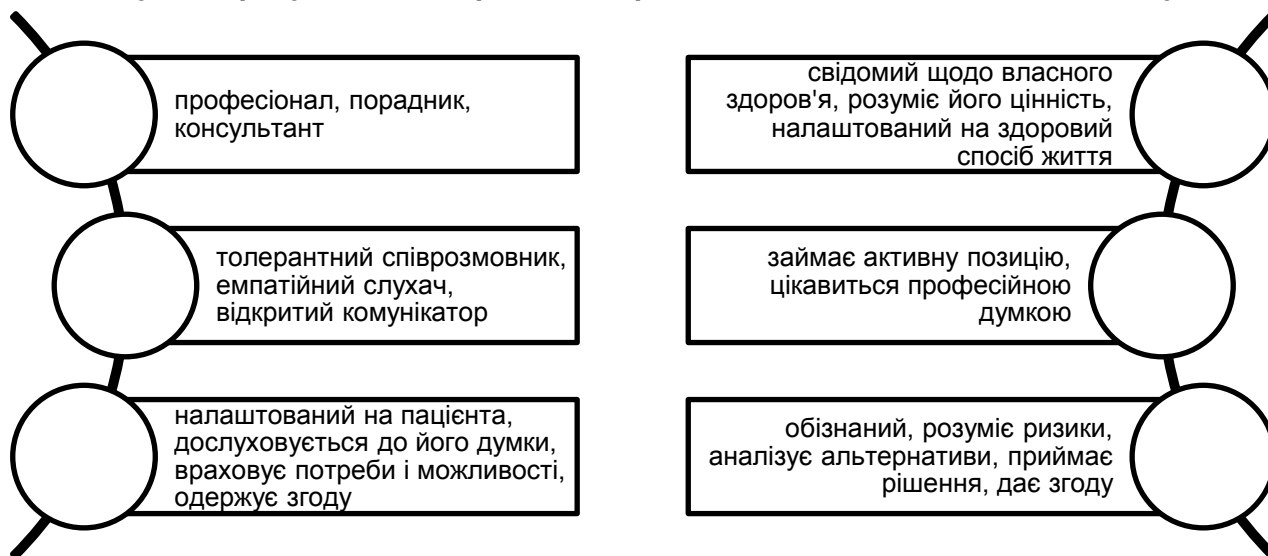 професіонал, порадник,
консультант
толерантний співрозмовник,
емпатійний слухач,
відкритий комунікатор
налаштований на пацієнта,
дослуховується до його думки,
враховує потреби і можливості,
одержує згоду
свідомий щодо власного
здоров'я, розуміє його цінність,
налаштований на здоровий
спосіб життя
займає активну позицію,
цікавиться професійною
думкою
обізнаний, розуміє ризики,
аналізує альтернативи, приймає
рішення, дає згоду